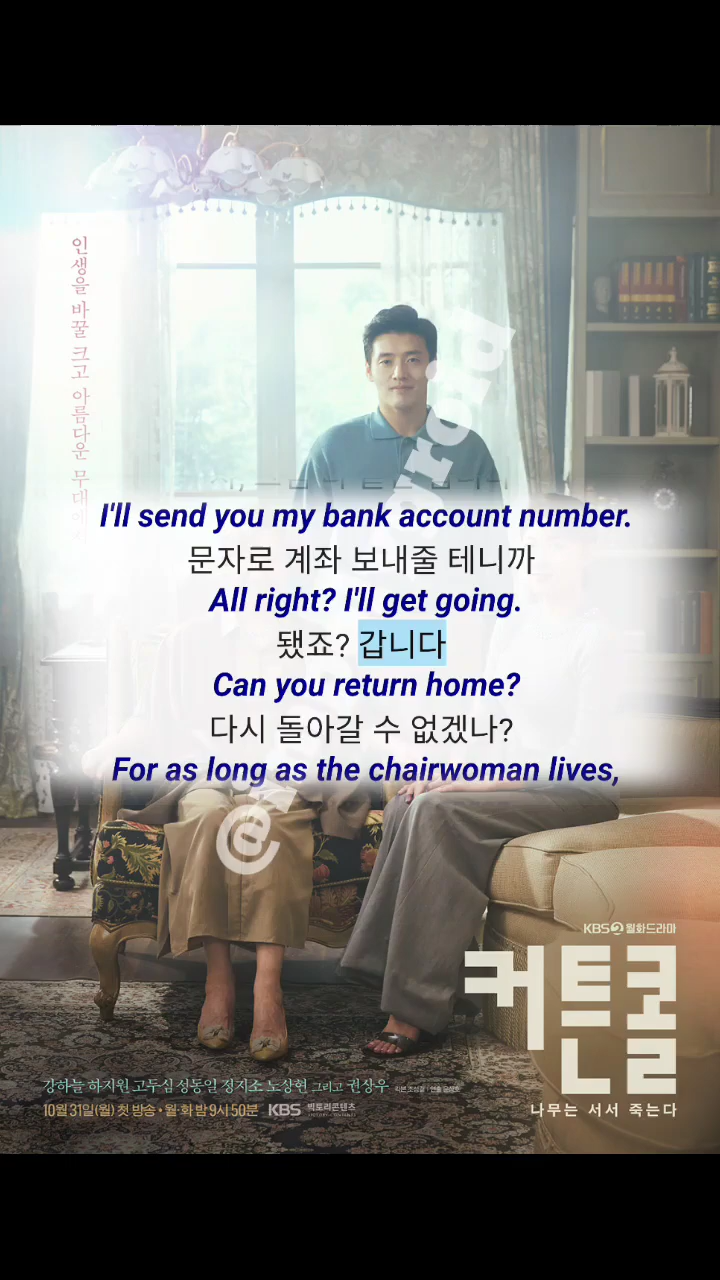 인생을 바꿀 크고 아름다운 무대에서
I'll send you my bank account number.
문자로 계좌 보내줄 테니까
All right? I'll get going.
됐죠? 갑니다
Can you return home?
다시 돌아갈 수 없겠나?
For as long as the chairwoman lives,
KBS2 월화드라마
커튼콜
나무는 서서 죽는다
강하늘 하지원 고두심 성동일 정지소 노상현 그리고 권상우
10월 31일(월) 첫 방송 • 월·화 밤 9시 50분 KBS 빅토리콘텐츠